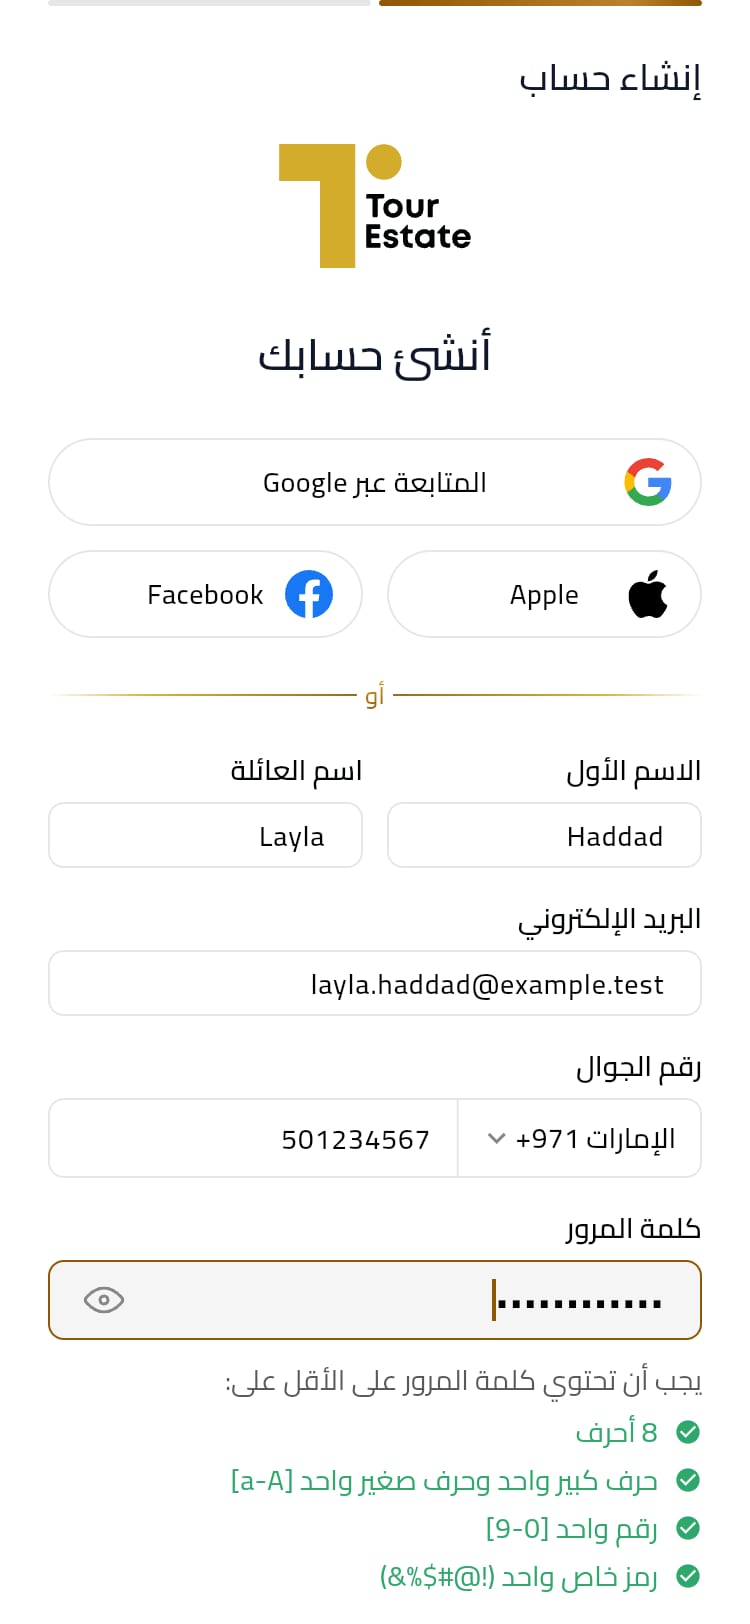 إنشاء حساب
Tour
Estate
أنشئ حسابك
المتابعة عبر Google
Apple
Facebook
أو
الاسم الأول
اسم العائلة
Haddad
Layla
البريد الإلكتروني
layla.haddad@example.test
رقم الجوال
الإمارات 971+
501234567
كلمة المرور
............
يجب أن تحتوي كلمة المرور على الأقل على:
8 أحرف
حرف كبير واحد وحرف صغير واحد [a-A]
رقم واحد [0-9]
رمز خاص واحد (!@#$%&)